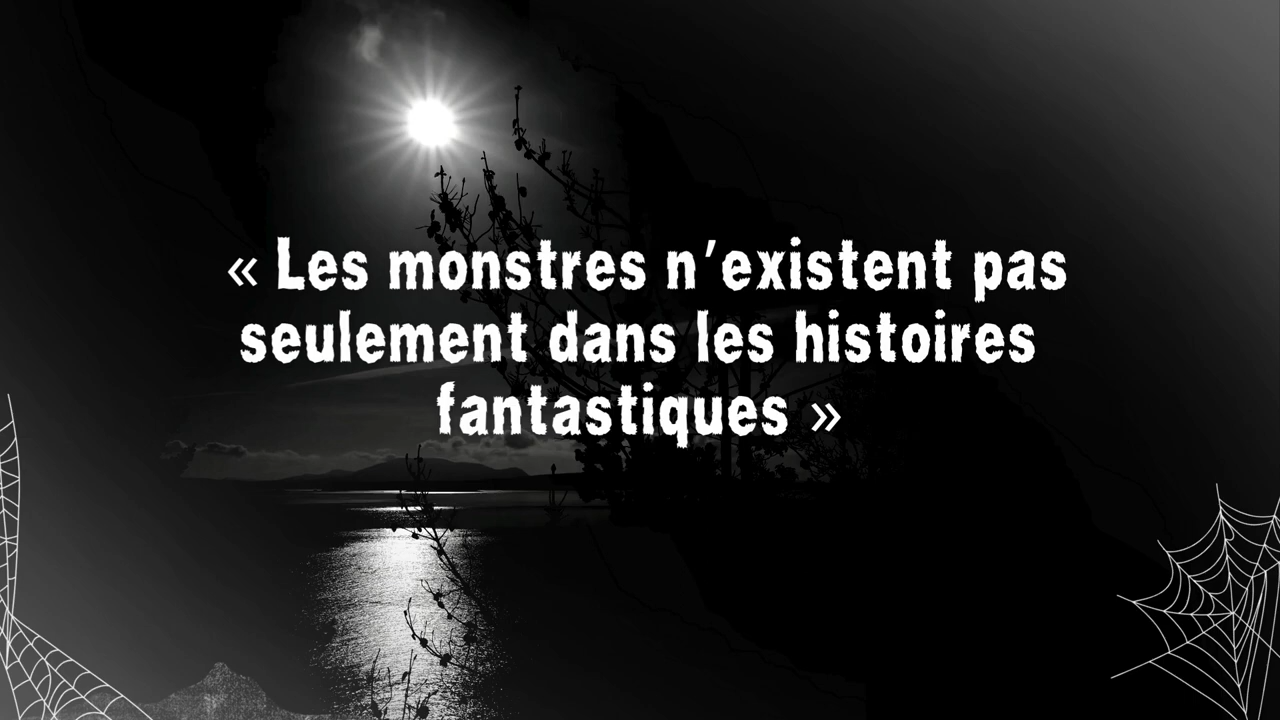 « Les monstres n’existent pas
seulement dans les histoires
fantastiques »